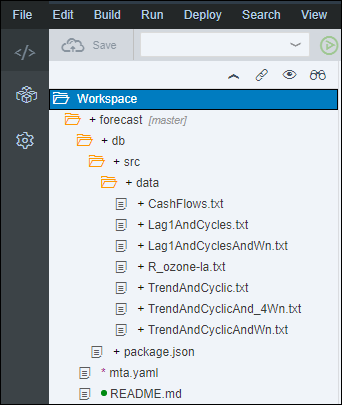 File Edit Build Run Deploy Search View
Save
Workspace
+ forecast [master]
+ db
+ src
+ data
+ CashFlows.txt
+ Lag1AndCycles.txt
+ Lag1AndCyclesAndWn.txt
+ R_ozone-la.txt
+ TrendAndCyclic.txt
+ TrendAndCyclicAnd_4Wn.txt
+ TrendAndCyclicAndWn.txt
+ package.json
* mta.yaml
README.md